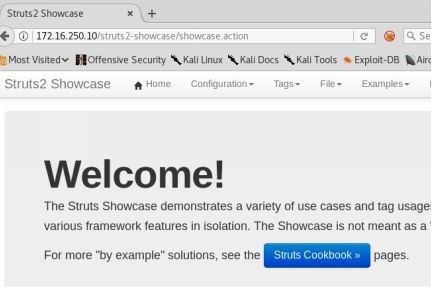 Struts2 Showcase
172.16.250.10/struts2-showcase/showcase.action
Most Visited Offensive Security Kali Linux Kali Docs Kali Tools Exploit-DB
Struts2 Showcase Home Configuration Tags File Examples
Welcome!
The Struts Showcase demonstrates a variety of use cases and tag usages
various framework features in isolation. The Showcase is not meant as a
For more "by example" solutions, see the Struts Cookbook » pages.